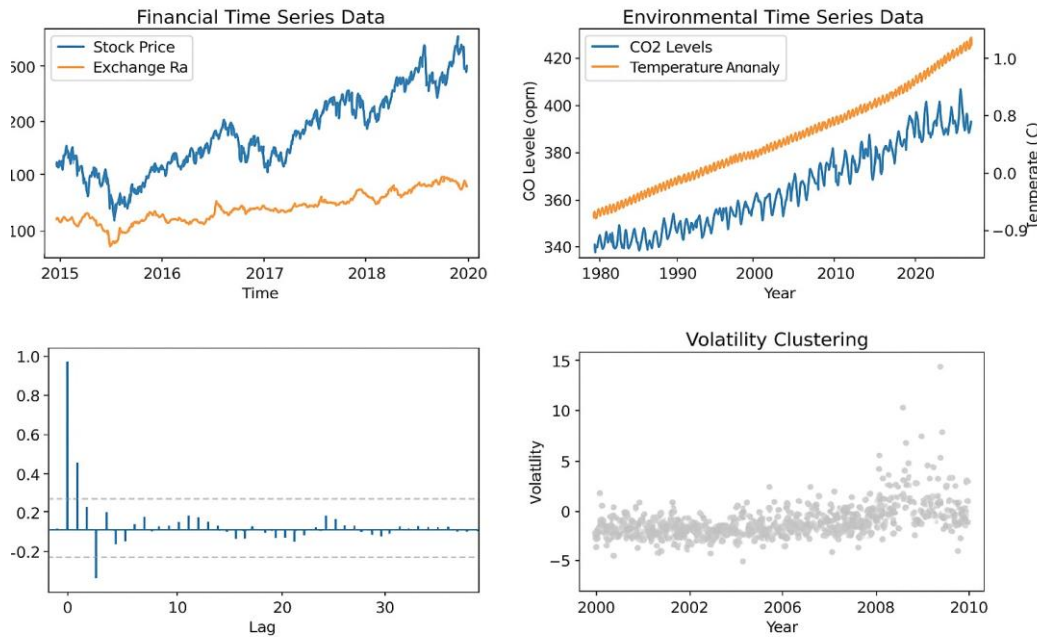 Financial Time Series Data
Stock Price
Exchange Ra
500
200
100
100
2015 2016 2017 2018 2020
Time
Environmental Time Series Data
CO2 Levels
Temperature Anonaly
420
400
380
360
340
GO Levele (opm)
1.0
0.8
0.0
−0.9
Tenmperate (C)
1980 1990 2000 2010 2020
Year
1.0
0.8
0.6
0.4
0.2
-0.2
0 10 20 30
Lag
Volatility Clustering
15
10
5
0
−5
Volatility
2000 2002 2006 2008 2010
Year